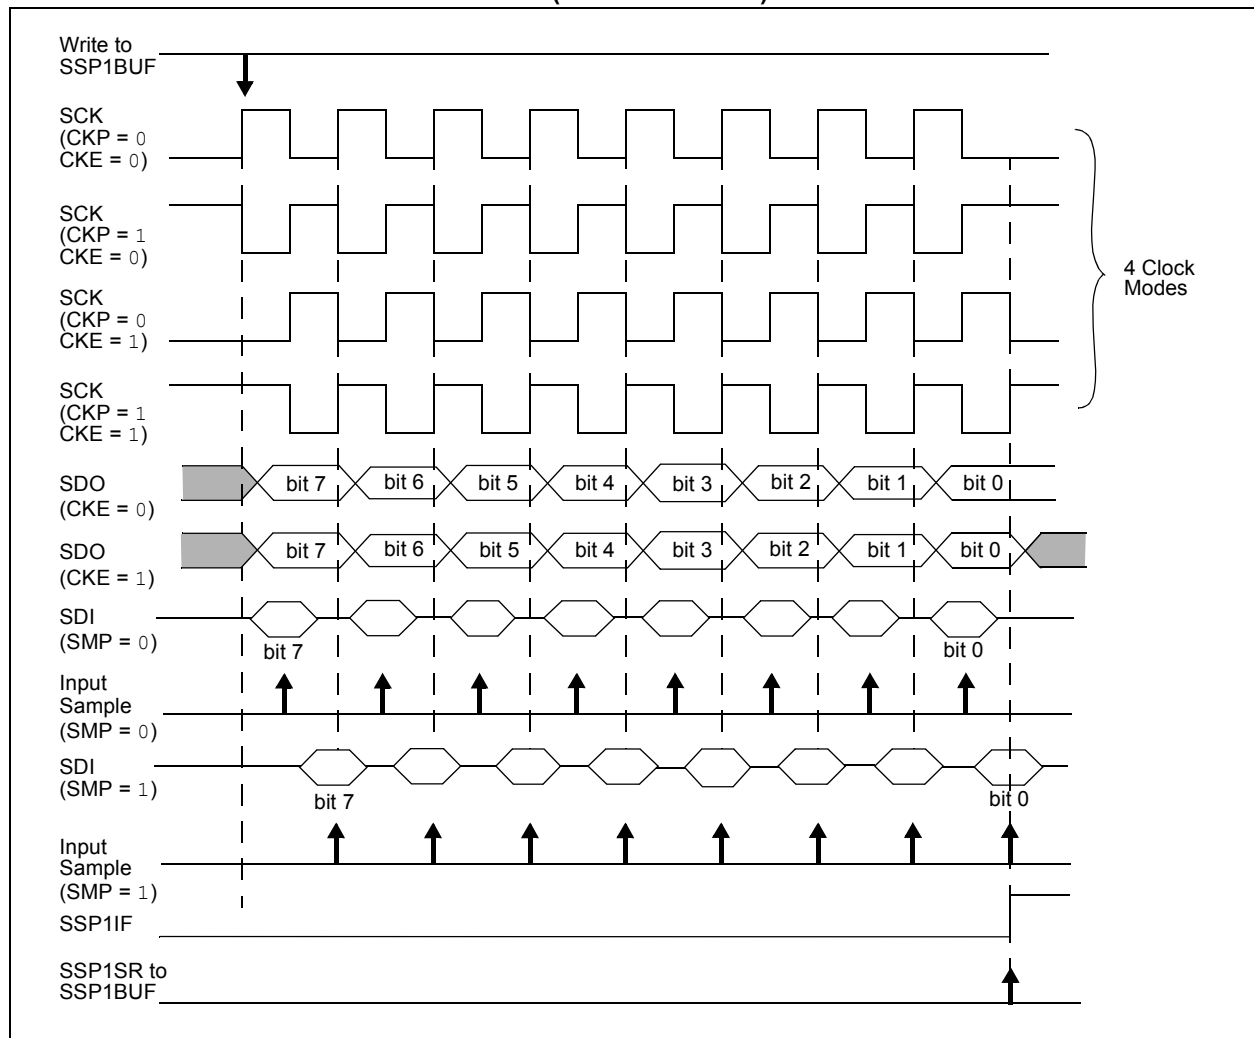 Write to
SSP1BUF
SCK
(CKP = 0
CKE = 0)
SCK
(CKP = 1
CKE = 0)
SCK
(CKP = 0
CKE = 1)
SCK
(CKP = 1
CKE = 1)
4 Clock
Modes
SDO
(CKE = 0)
bit 7 bit 6 bit 5 bit 4 bit 3 bit 2 bit 1 bit 0
SDO
(CKE = 1)
bit 7 bit 6 bit 5 bit 4 bit 3 bit 2 bit 1 bit 0
SDI
(SMP = 0)
bit 7 bit 0
Input
Sample
(SMP = 0)
SDI
(SMP = 1)
bit 7 bit 0
Input
Sample
(SMP = 1)
SSP1IF
SSP1SR to
SSP1BUF